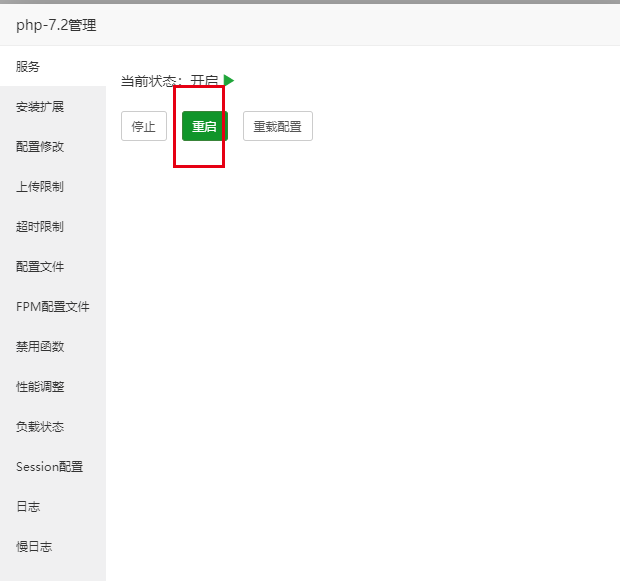 php-7.2管理
服务
安装扩展
配置修改
上传限制
超时限制
配置文件
FPM配置文件
禁用函数
性能调整
负载状态
Session配置
日志
慢日志
当前状态：开启
停止 重启 重载配置